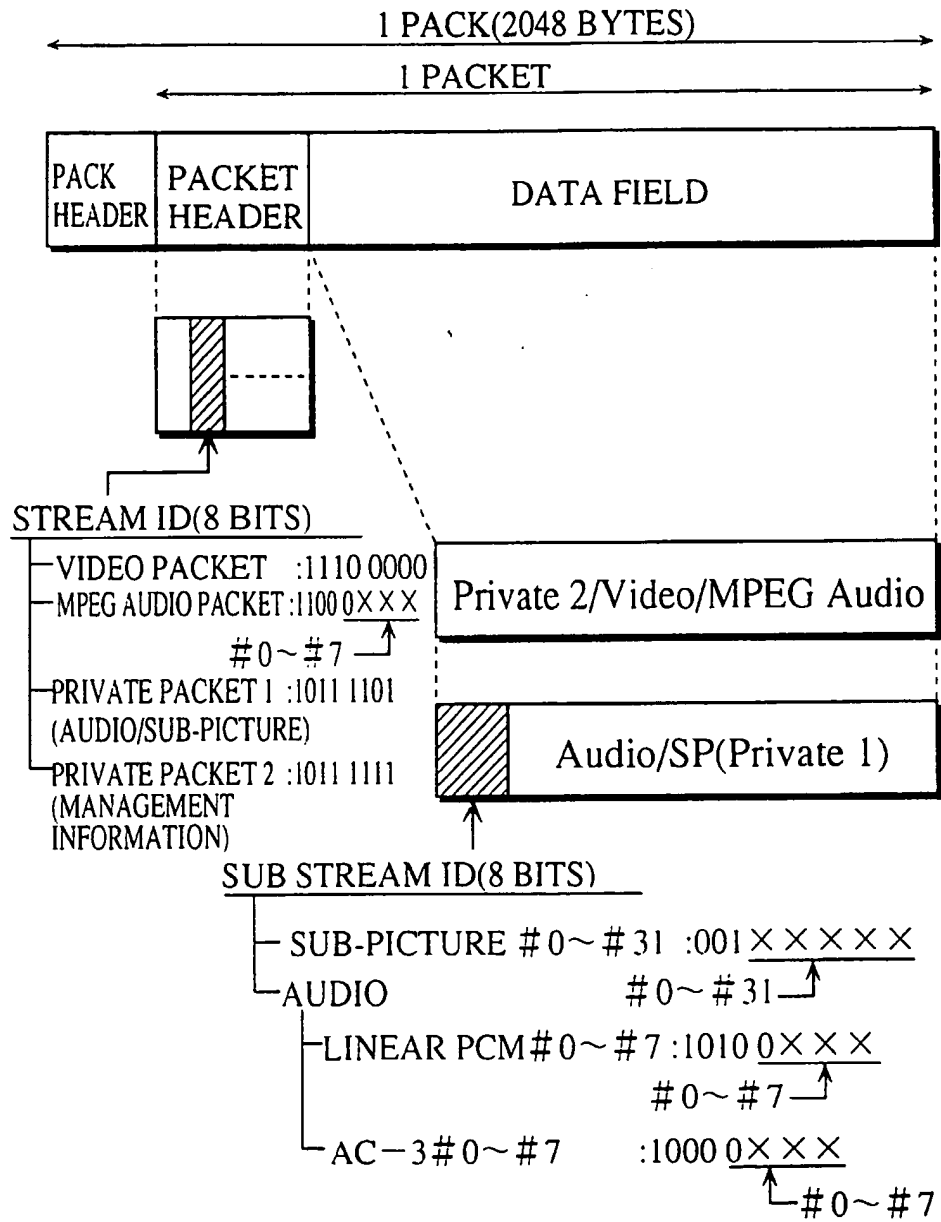 1 PACK(2048 BYTES)
1 PACKET
PACK HEADER
PACKET HEADER
DATA FIELD
STREAM ID(8 BITS)
VIDEO PACKET :1110 0000
MPEG AUDIO PACKET :1100 0×××
#0~#7
PRIVATE PACKET 1 :1011 1101
(AUDIO/SUB-PICTURE)
PRIVATE PACKET 2 :1011 1111
(MANAGEMENT
INFORMATION)
Private 2/Video/MPEG Audio
Audio/SP(Private 1)
SUB STREAM ID(8 BITS)
SUB-PICTURE #0~#31 :001×××××
#0~#31
AUDIO
LINEAR PCM#0~#7 :1010 0×××
#0~#7
AC-3#0~#7 :1000 0×××
#0~#7